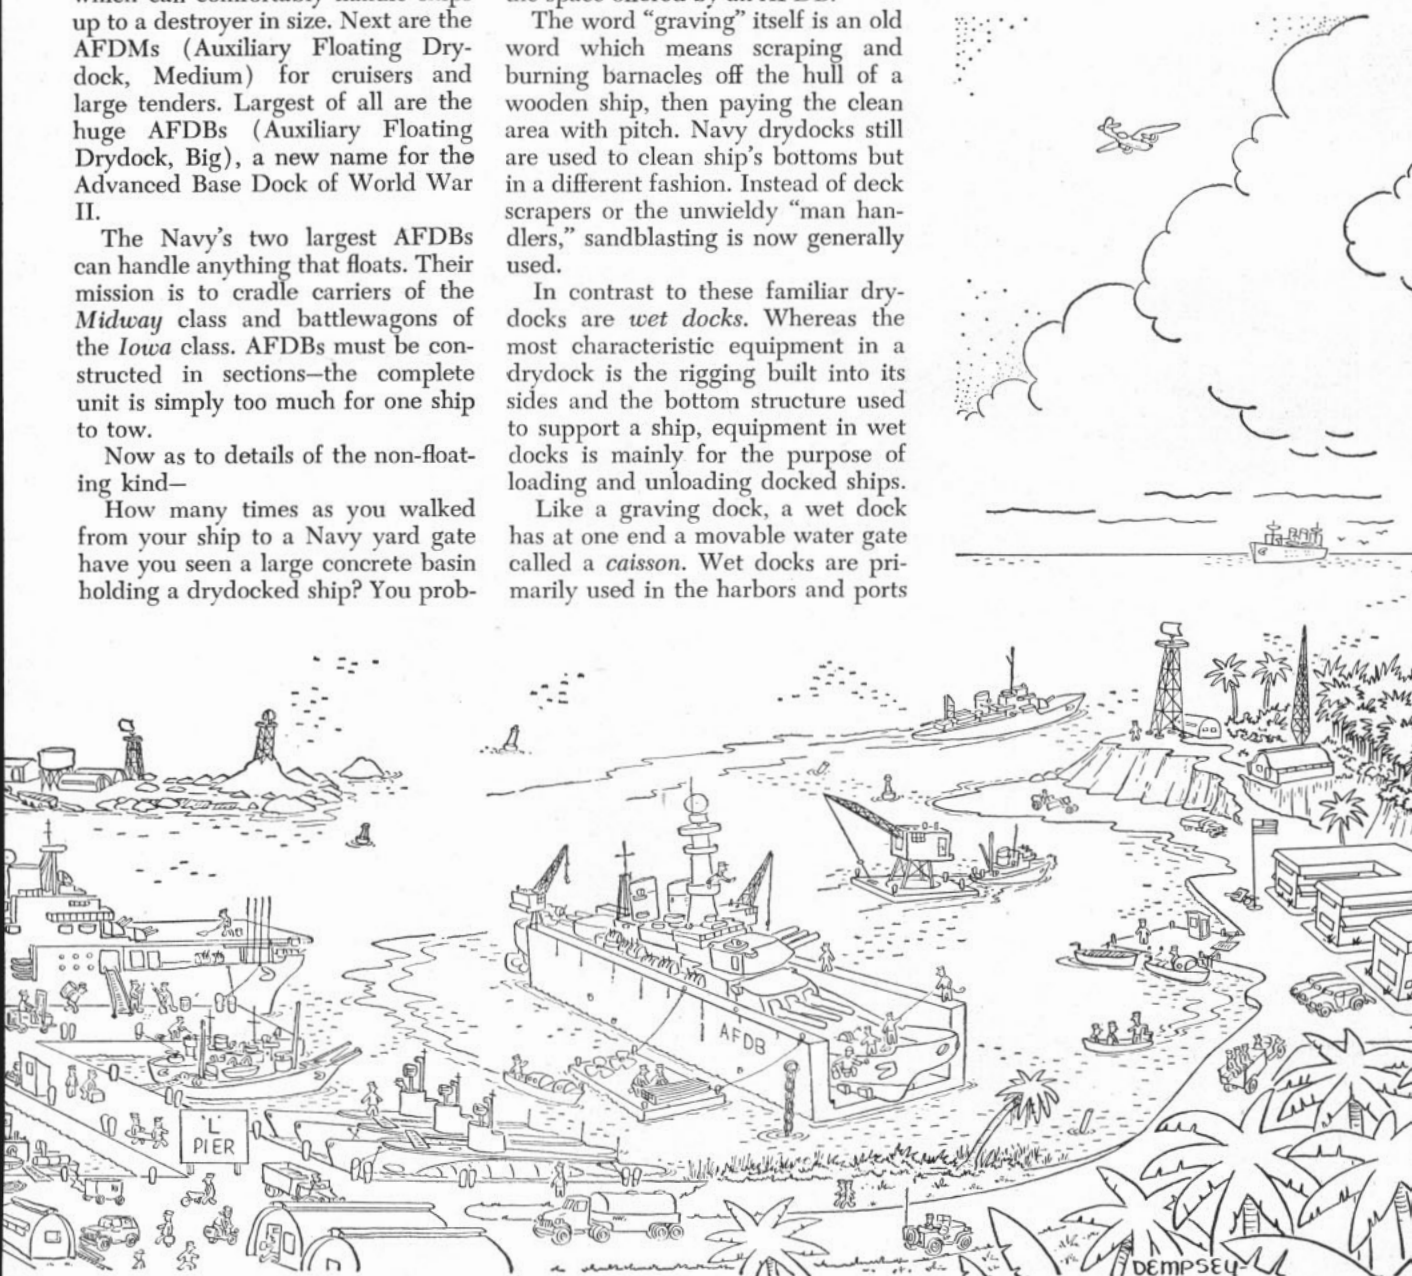 up to a destroyer in size. Next are the
AFDMs (Auxiliary Floating Dry-
dock, Medium) for cruisers and
large tenders. Largest of all are the
huge AFDBs (Auxiliary Floating
Drydock, Big), a new name for the
Advanced Base Dock of World War
II.
The Navy’s two largest AFDBs
can handle anything that floats. Their
mission is to cradle carriers of the
Midway class and battlewagons of
the Iowa class. AFDBs must be con-
structed in sections—the complete
unit is simply too much for one ship
to tow.
Now as to details of the non-float-
ing kind—
How many times as you walked
from your ship to a Navy yard gate
have you seen a large concrete basin
holding a drydocked ship? You prob-
The word “graving” itself is an old
word which means scraping and
burning barnacles off the hull of a
wooden ship, then paying the clean
area with pitch. Navy drydocks still
are used to clean ship’s bottoms but
in a different fashion. Instead of deck
scrapers or the unwieldy “man han-
dlers,” sandblasting is now generally
used.
In contrast to these familiar dry-
docks are wet docks. Whereas the
most characteristic equipment in a
drydock is the rigging built into its
sides and the bottom structure used
to support a ship, equipment in wet
docks is mainly for the purpose of
loading and unloading docked ships.
Like a graving dock, a wet dock
has at one end a movable water gate
called a caisson. Wet docks are pri-
marily used in the harbors and ports
AFDB
'L'
PIER
DEMPSEY